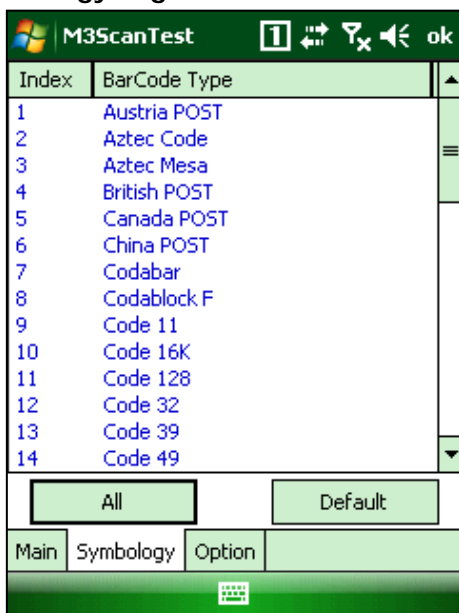 M3ScanTest 1 ok
Index BarCode Type
1 Austria POST
2 Aztec Code
3 Aztec Mesa
4 British POST
5 Canada POST
6 China POST
7 Codabar
8 Codablock F
9 Code 11
10 Code 16K
11 Code 128
12 Code 32
13 Code 39
14 Code 49
All Default
Main Symbology Option